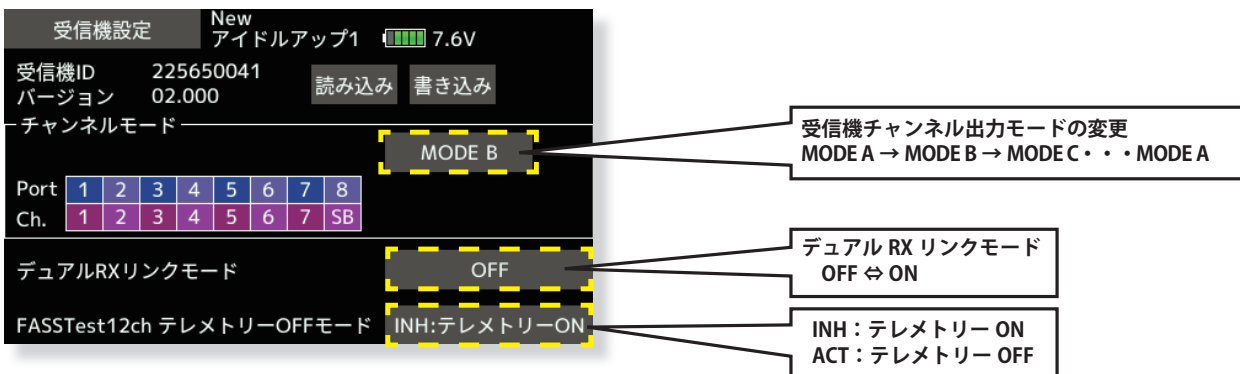 受信機設定
New
アイドルアップ1 7.6V
受信機ID 225650041 読み込み 書き込み
バージョン 02.000
チャンネルモード
MODE B
Port 1 2 3 4 5 6 7 8
Ch. 1 2 3 4 5 6 7 SB
デュアルRXリンクモード OFF
FASSTest12ch テレメトリーOFFモード INH:テレメトリーON
受信機チャンネル出力モードの変更
MODE A → MODE B → MODE C・・・MODE A
デュアル RX リンクモード
OFF ⇔ ON
INH：テレメトリー ON
ACT：テレメトリー OFF